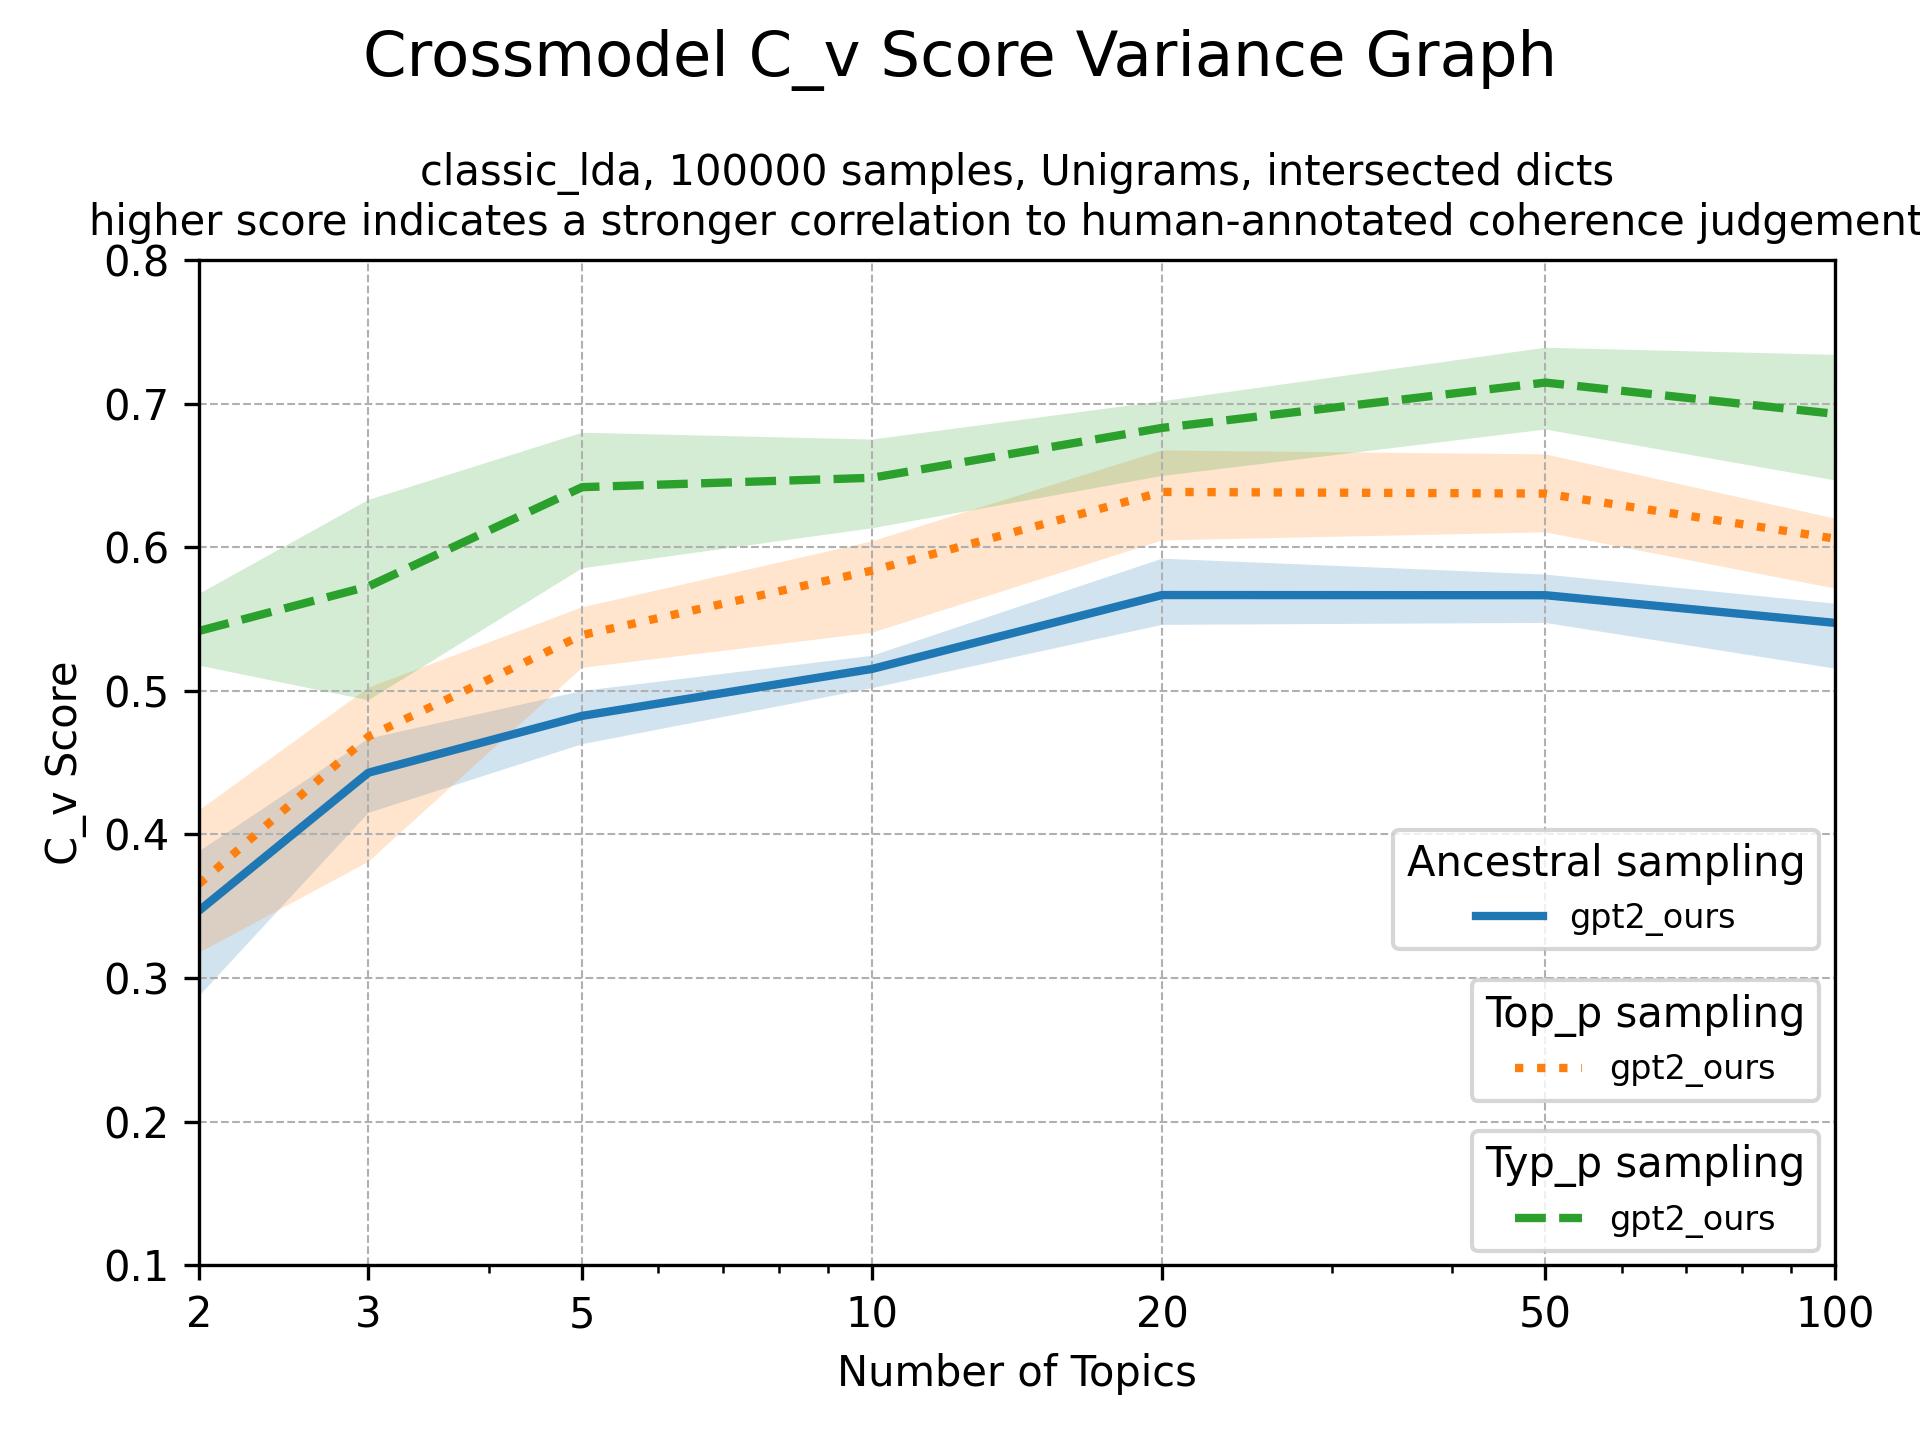 Crossmodel C_v Score Variance Graph
classic_lda, 100000 samples, Unigrams, intersected dicts
higher score indicates a stronger correlation to human-annotated coherence judgement
0.8
0.7
0.6
0.5
0.4
0.3
0.2
0.1
C_v Score
Ancestral sampling
gpt2_ours
Top_p sampling
gpt2_ours
Typ_p sampling
gpt2_ours
2 3 5 10 20 50 100
Number of Topics